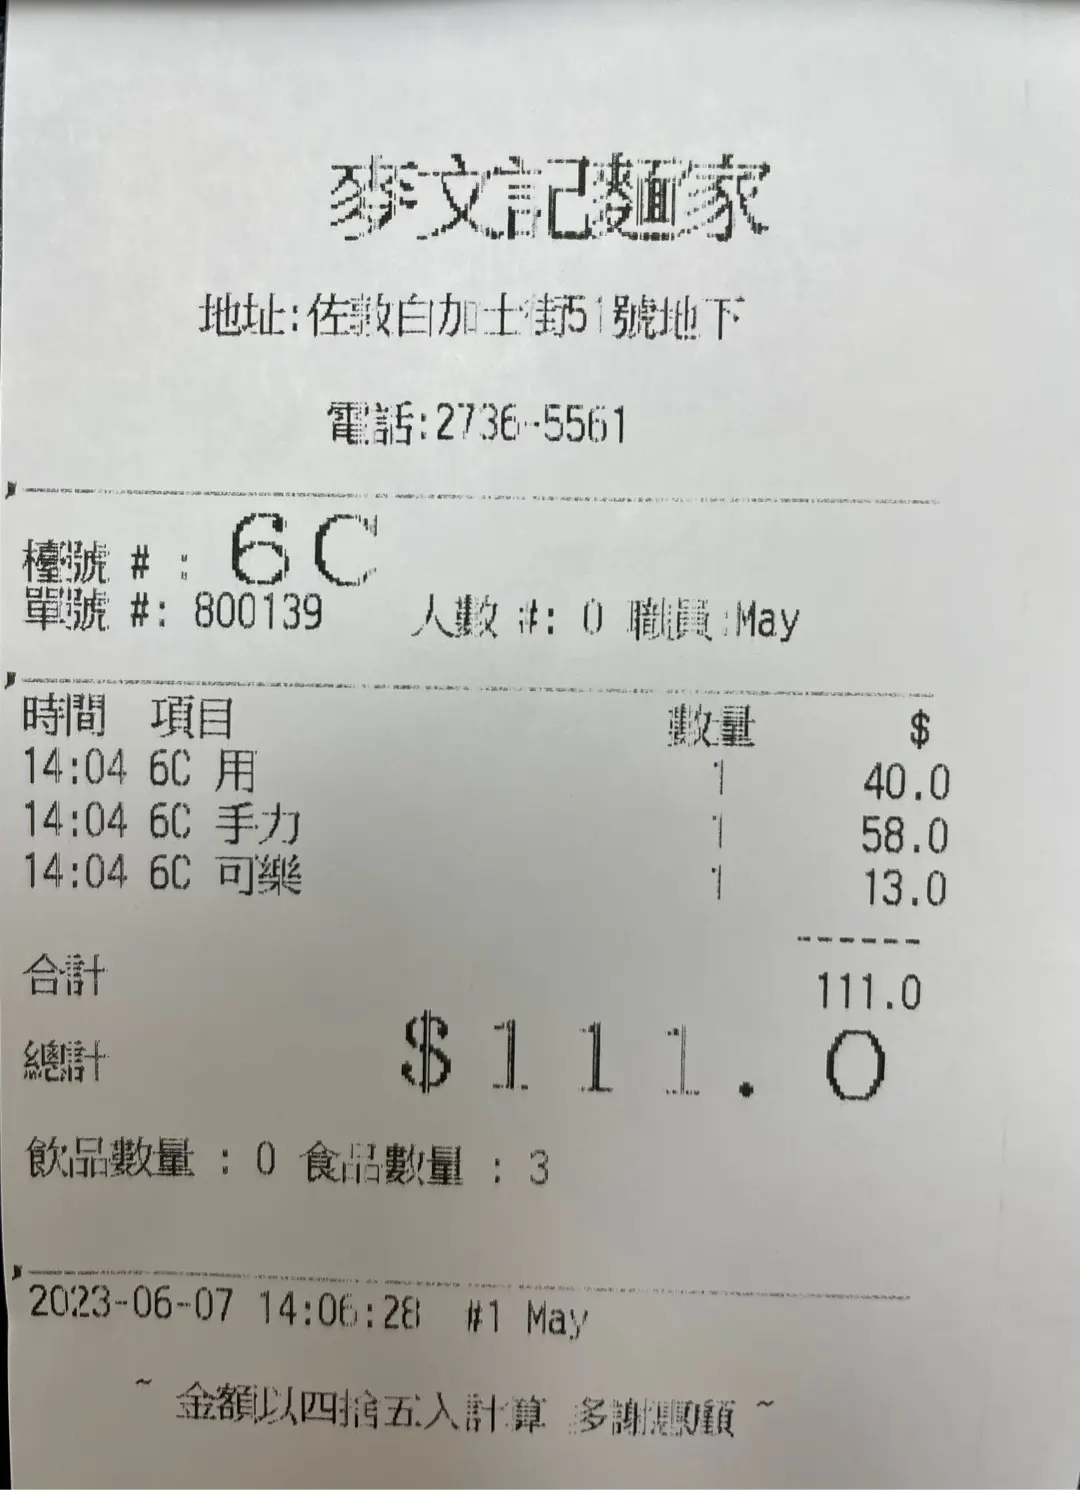 麥文記麵家
地址:佐敦白加士街51號地下
電話:2736-5561
檯號 # : 6C
單號 #: 800139 人數 #: 0 職員:May
時間 項目 數量 $
14:04 6C 用 1 40.0
14:04 6C 手力 1 58.0
14:04 6C 可樂 1 13.0
------
合計 111.0
總計 $111.0
飲品數量 : 0 食品數量 : 3
2023-06-07 14:06:28 #1 May
~ 金額以四捨五入計算 多謝惠顧 ~